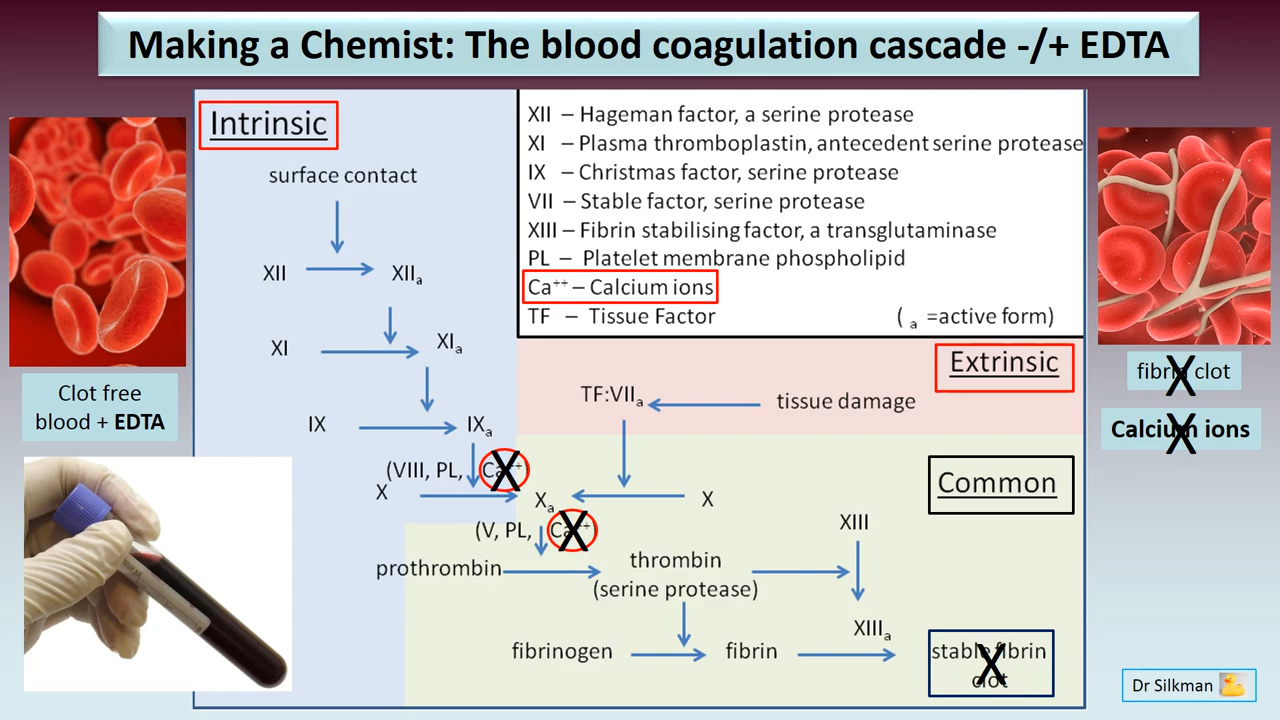 Making a Chemist: The blood coagulation cascade -/+ EDTA
Intrinsic
surface contact
XII
XIIa
XI
XIa
IX
IXa
(VIII, PL, Ca++)
X
Xa
X
(V, PL, Ca++)
prothrombin
thrombin
(serine protease)
fibrinogen
fibrin
XII – Hageman factor, a serine protease
XI – Plasma thromboplastin, antecedent serine protease
IX – Christmas factor, serine protease
VII – Stable factor, serine protease
XIII – Fibrin stabilising factor, a transglutaminase
PL – Platelet membrane phospholipid
Ca++ – Calcium ions
TF – Tissue Factor
( a =active form)
Extrinsic
TF:VIIa
tissue damage
Common
XIII
XIIIa
stable fibrin
clot
Clot free
blood + EDTA
fibrin clot
Calcium ions
Dr Silkman